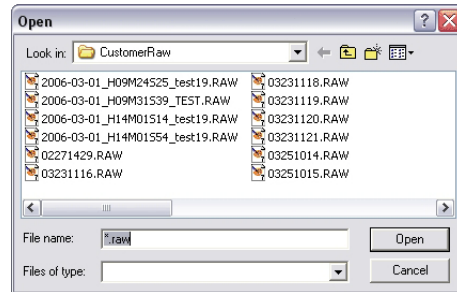 Open
Look in: CustomerRaw
2006-03-01_H09M24S25_test19.RAW
2006-03-01_H09M31S39_TEST.RAW
2006-03-01_H14M01S14_test19.RAW
2006-03-01_H14M01S54_test19.RAW
02271429.RAW
03231116.RAW
03231118.RAW
03231119.RAW
03231120.RAW
03231121.RAW
03251014.RAW
03251015.RAW
File name: *.raw Open
Files of type: Cancel